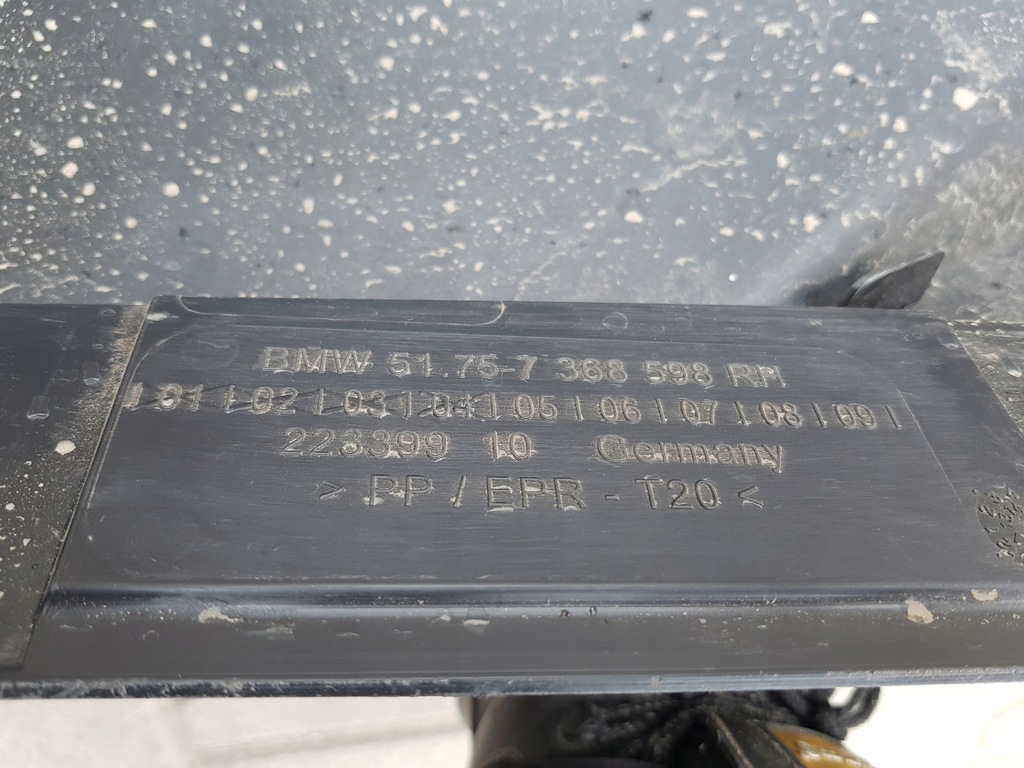 BMW 51.75-7 368 598 RH
| 01 | 02 | 03 | 04 | 05 | 06 | 07 | 08 | 09 |
223399 10 Germany
> PP / EPR - T20 <